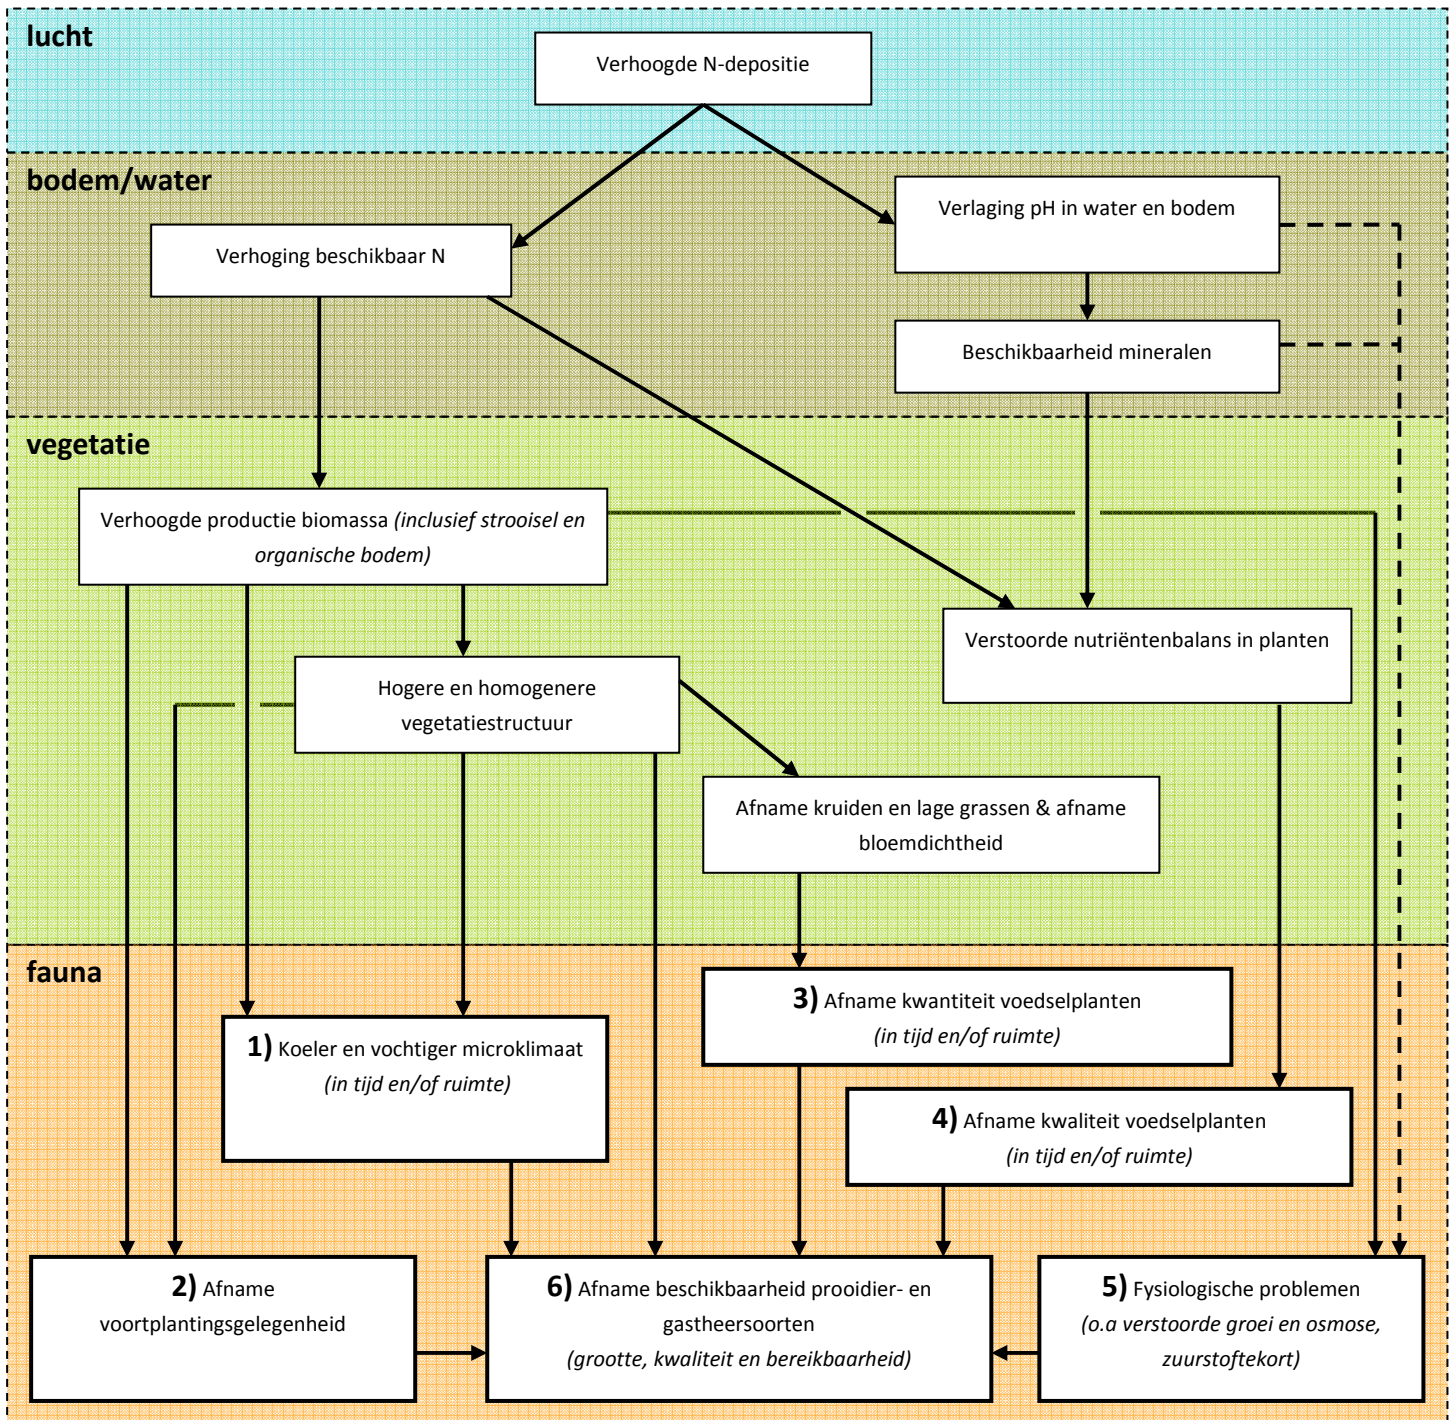 lucht
Verhoogde N-depositie
bodem/water
Verlaging pH in water en bodem
Verhoging beschikbaar N
Beschikbaarheid mineralen
vegetatie
Verhoogde productie biomassa (inclusief strooisel en
organische bodem)
Verstoorde nutriëntenbalans in planten
Hogere en homogenere
vegetatiestructuur
Afname kruiden en lage grassen & afname
bloemdichtheid
fauna
3) Afname kwantiteit voedselplanten
(in tijd en/of ruimte)
1) Koeler en vochtiger microklimaat
(in tijd en/of ruimte)
4) Afname kwaliteit voedselplanten
(in tijd en/of ruimte)
2) Afname
voortplantingsgelegenheid
6) Afname beschikbaarheid prooidier- en
gastheersoorten
(grootte, kwaliteit en bereikbaarheid)
5) Fysiologische problemen
(o.a verstoorde groei en osmose,
zuurstoftekort)